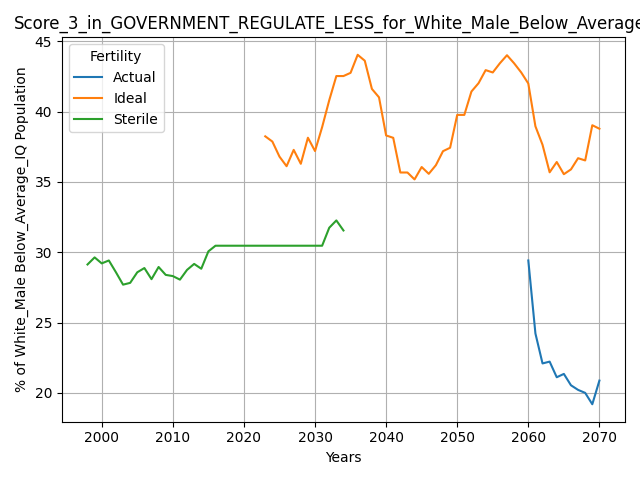 Score_3_in_GOVERNMENT_REGULATE_LESS_for_White_Male_Below_Average
Fertility
Actual
Ideal
Sterile
% of White_Male Below_Average_IQ Population
45
40
35
30
25
20
2000 2010 2020 2030 2040 2050 2060 2070
Years